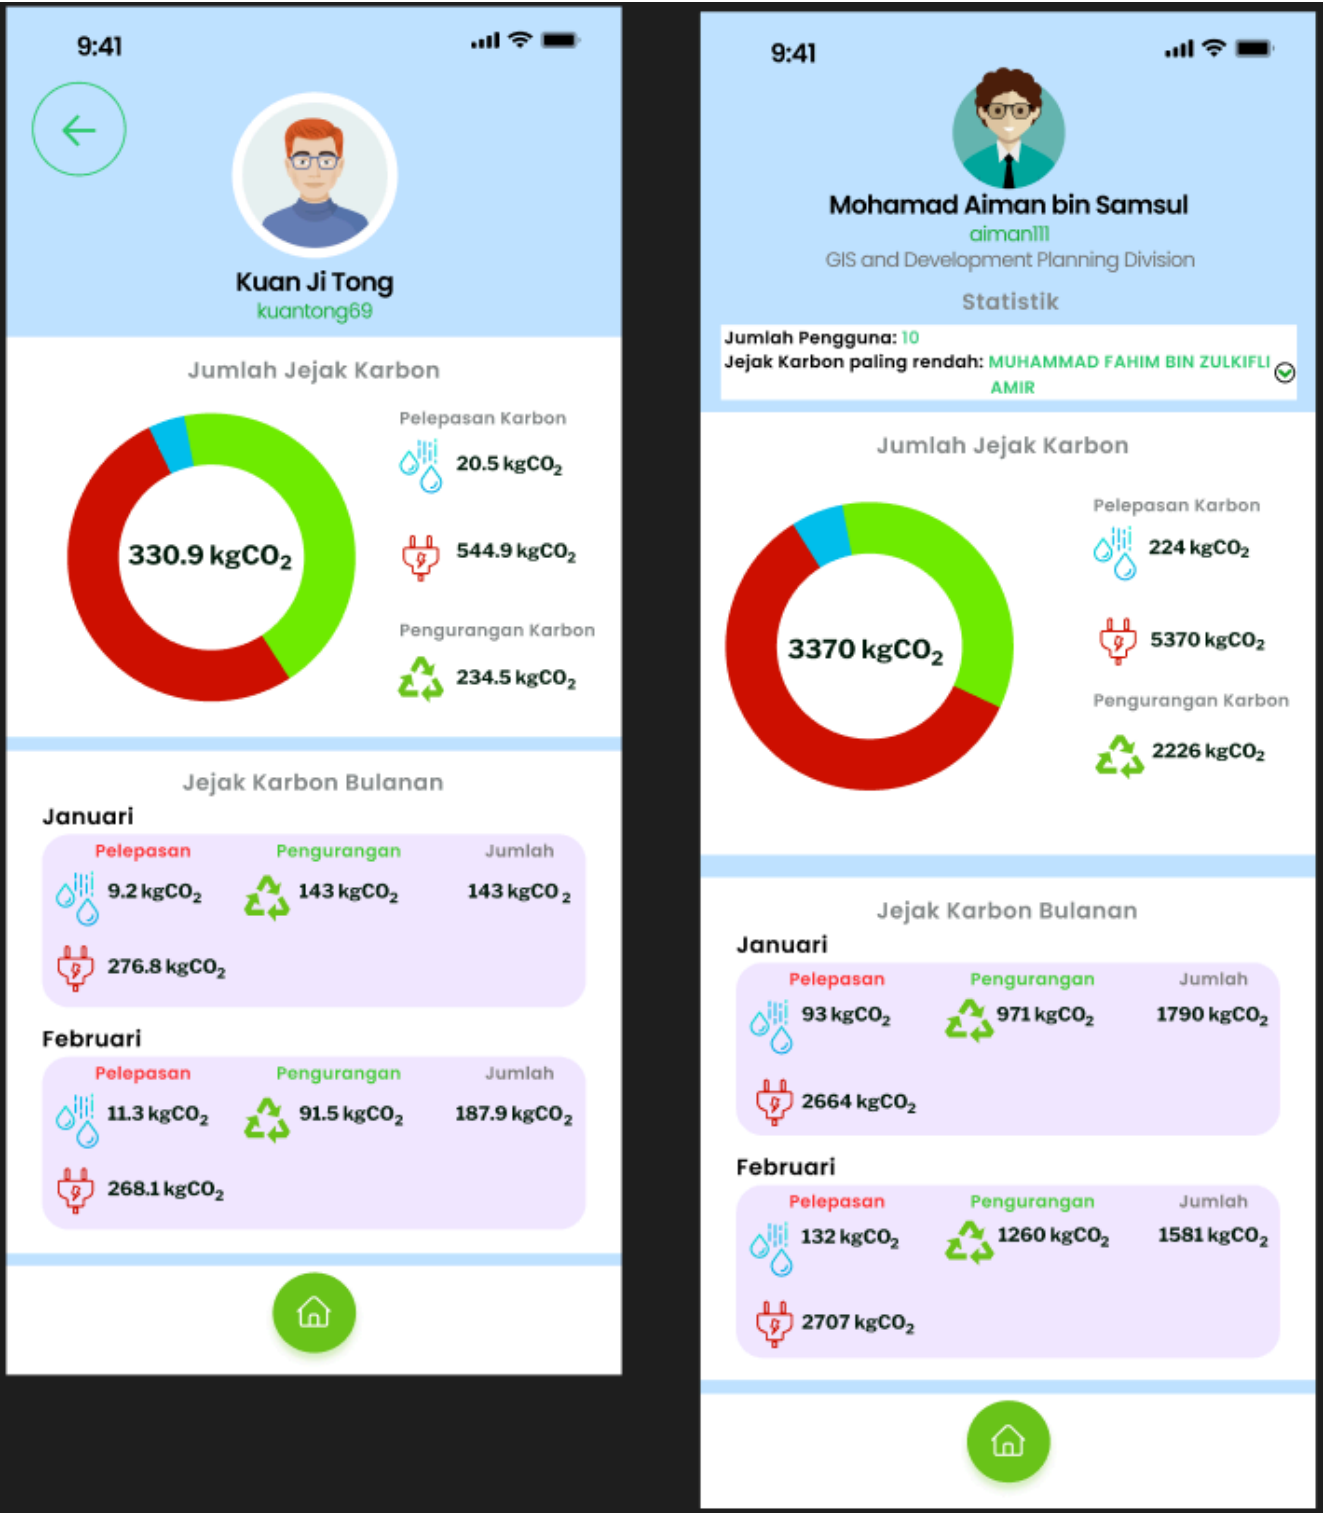 9:41
Kuan Ji Tong
kuantong69
Jumlah Jejak Karbon
Pelepasan Karbon
20.5 kgCO₂
544.9 kgCO₂
330.9 kgCO₂
Pengurangan Karbon
234.5 kgCO₂
Jejak Karbon Bulanan
Januari
Pelepasan Pengurangan Jumlah
9.2 kgCO₂ 143 kgCO₂ 143 kgCO₂
276.8 kgCO₂
Februari
Pelepasan Pengurangan Jumlah
11.3 kgCO₂ 91.5 kgCO₂ 187.9 kgCO₂
268.1 kgCO₂
9:41
Mohamad Aiman bin Samsul
aiman111
GIS and Development Planning Division
Statistik
Jumlah Pengguna: 10
Jejak Karbon paling rendah: MUHAMMAD FAHIM BIN ZULKIFLI
AMIR
Jumlah Jejak Karbon
Pelepasan Karbon
224 kgCO₂
5370 kgCO₂
3370 kgCO₂
Pengurangan Karbon
2226 kgCO₂
Jejak Karbon Bulanan
Januari
Pelepasan Pengurangan Jumlah
93 kgCO₂ 971 kgCO₂ 1790 kgCO₂
2664 kgCO₂
Februari
Pelepasan Pengurangan Jumlah
132 kgCO₂ 1260 kgCO₂ 1581 kgCO₂
2707 kgCO₂